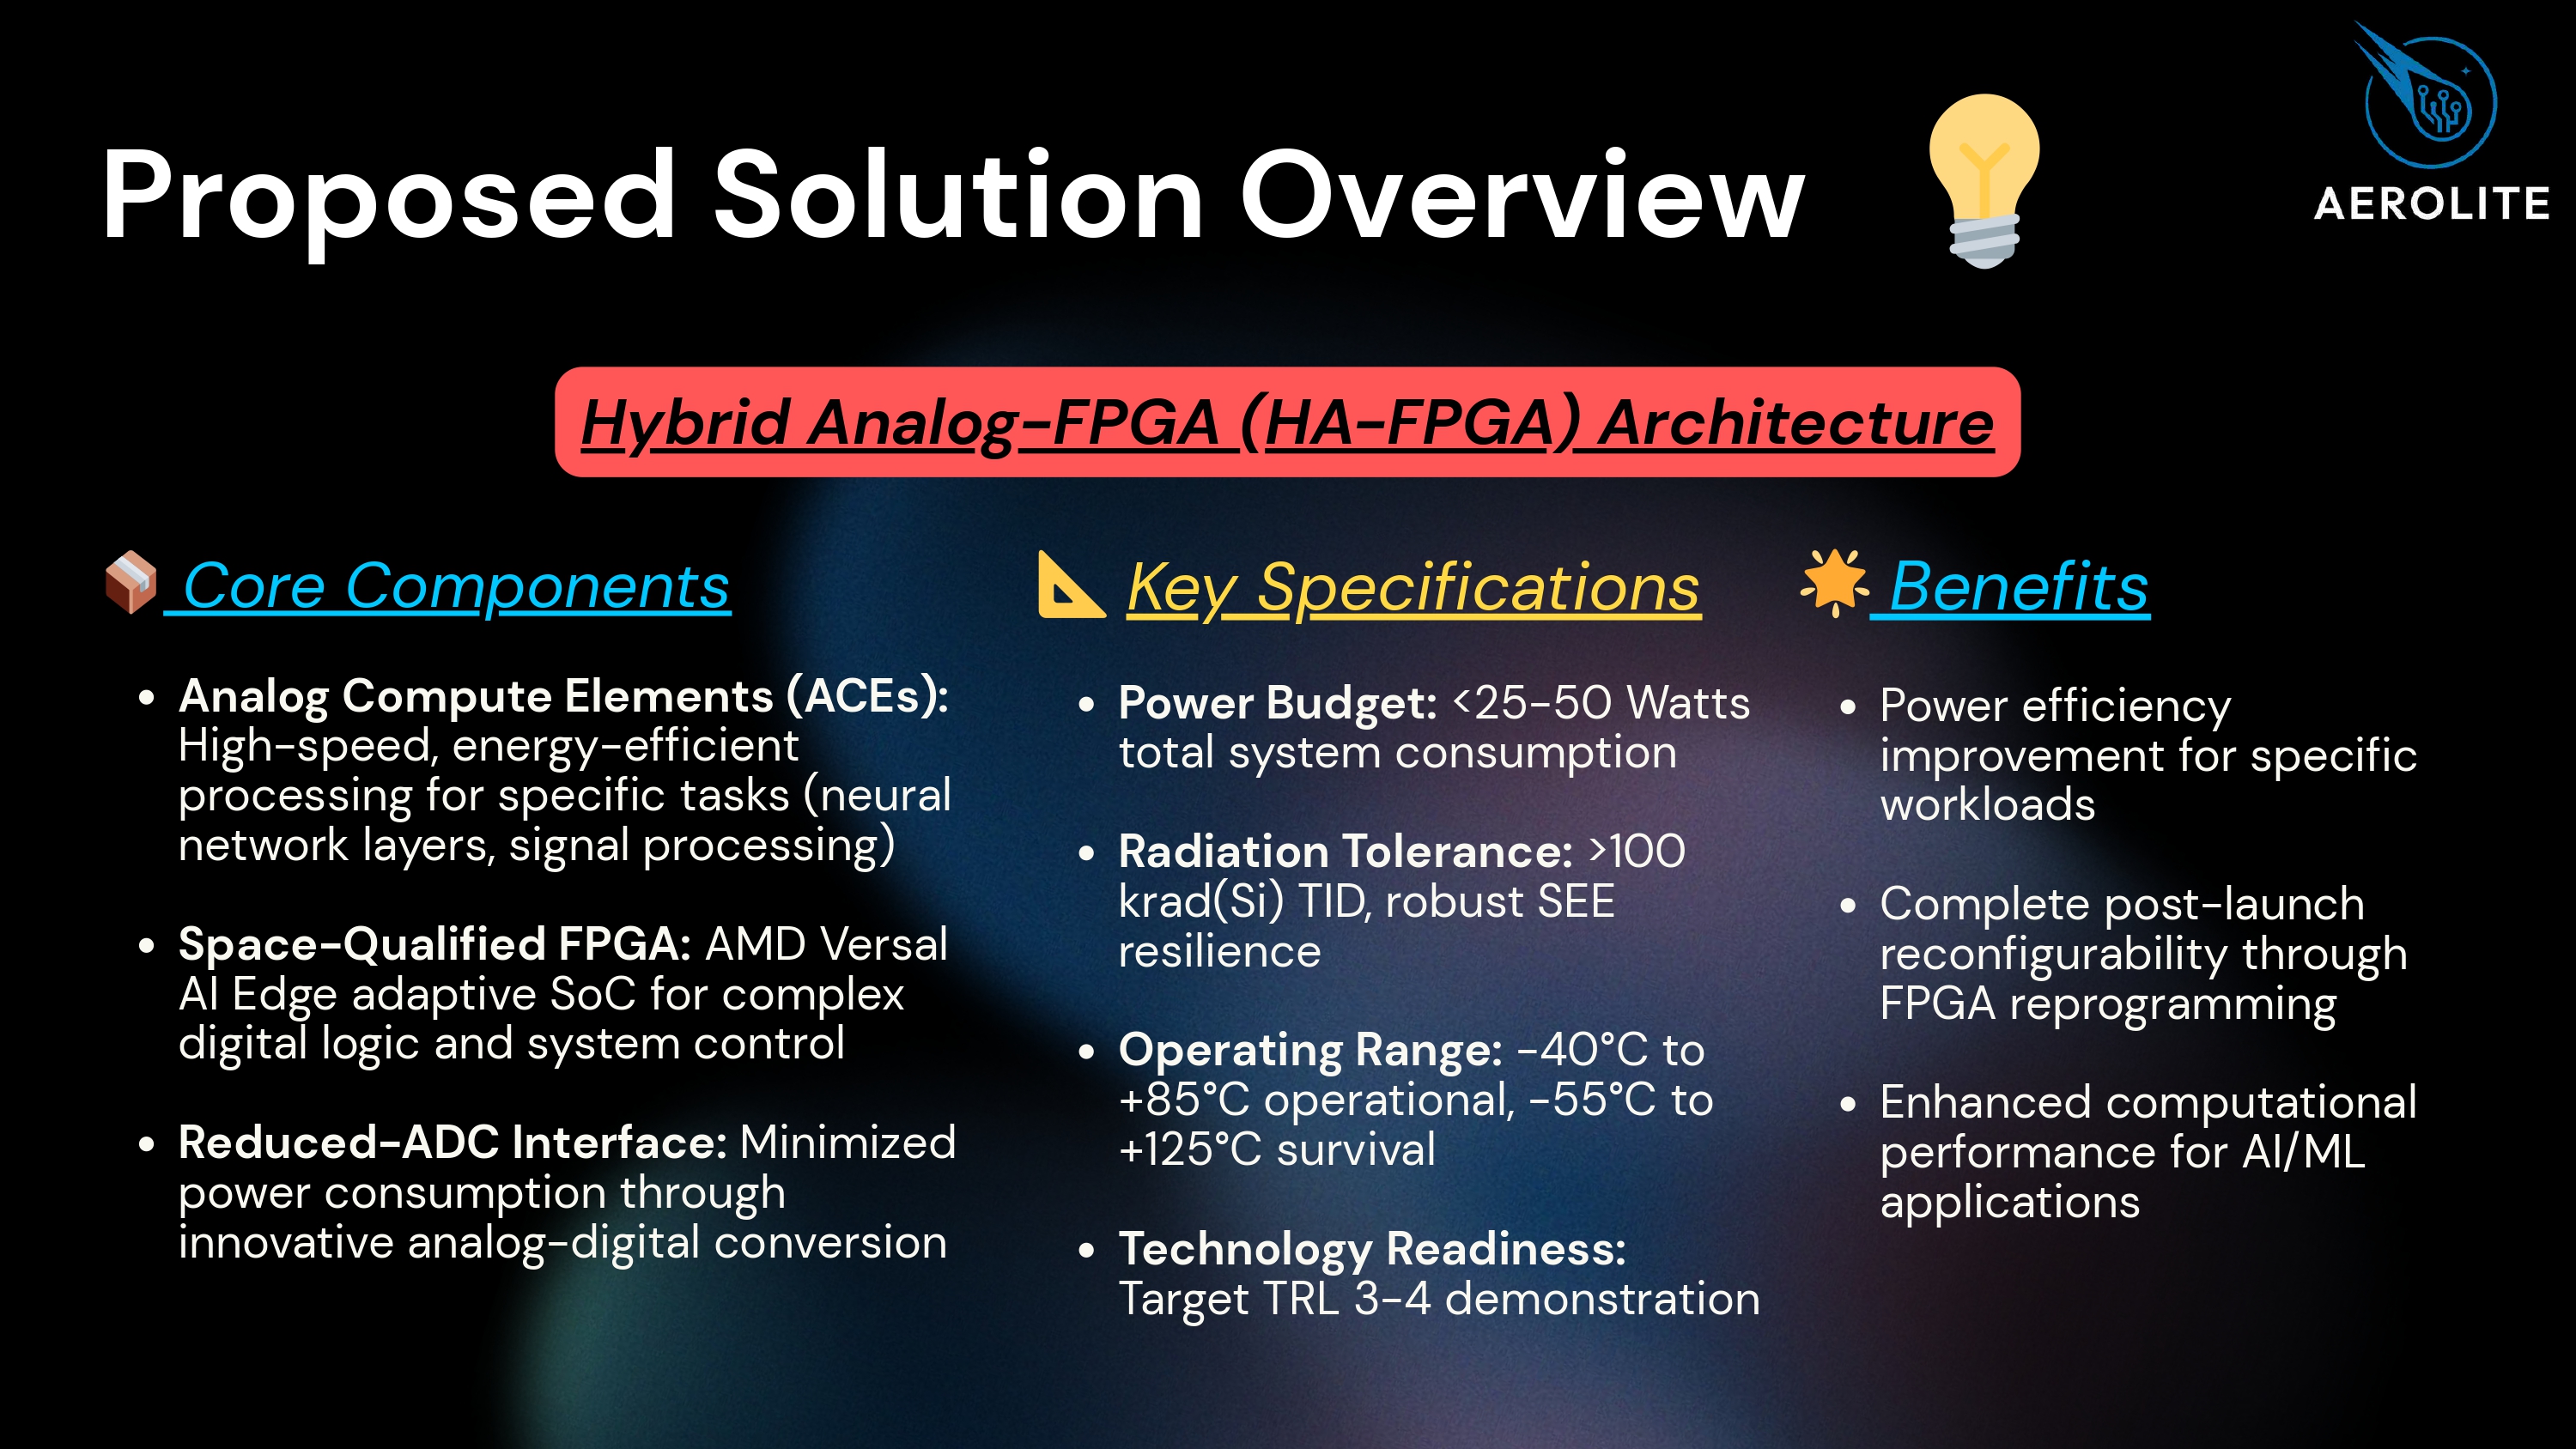 AEROLITE
Proposed Solution Overview
Hybrid Analog-FPGA (HA-FPGA) Architecture
Core Components
• Analog Compute Elements (ACEs):
High-speed, energy-efficient
processing for specific tasks (neural
network layers, signal processing)
• Space-Qualified FPGA: AMD Versal
AI Edge adaptive SoC for complex
digital logic and system control
• Reduced-ADC Interface: Minimized
power consumption through
innovative analog-digital conversion
Key Specifications
• Power Budget: <25-50 Watts
total system consumption
• Radiation Tolerance: >100
krad(Si) TID, robust SEE
resilience
• Operating Range: -40°C to
+85°C operational, -55°C to
+125°C survival
• Technology Readiness:
Target TRL 3-4 demonstration
Benefits
• Power efficiency
improvement for specific
workloads
• Complete post-launch
reconfigurability through
FPGA reprogramming
• Enhanced computational
performance for AI/ML
applications